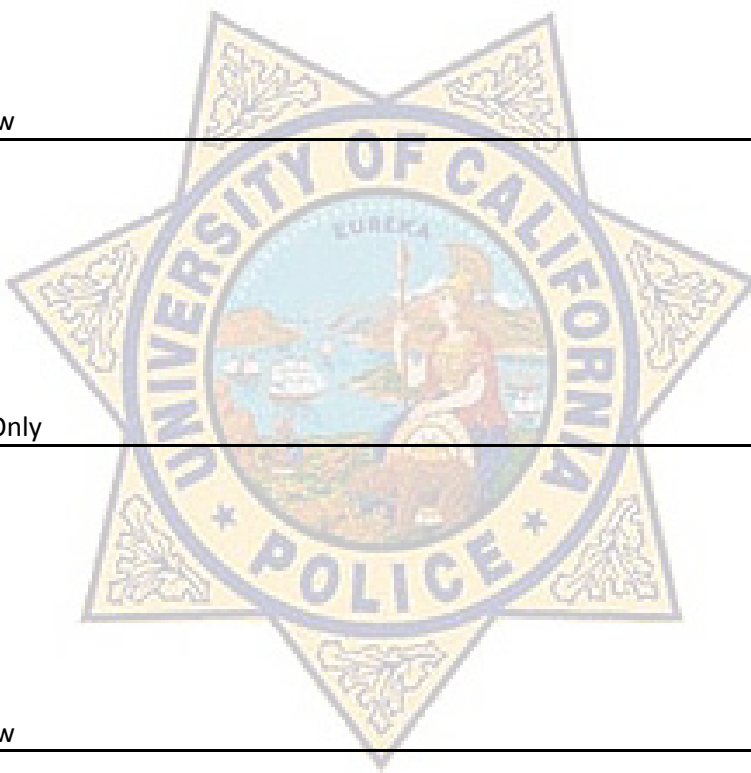 w
EUREKA
UNIVERSITY OF CALIFORNIA
Only
POLICE
w